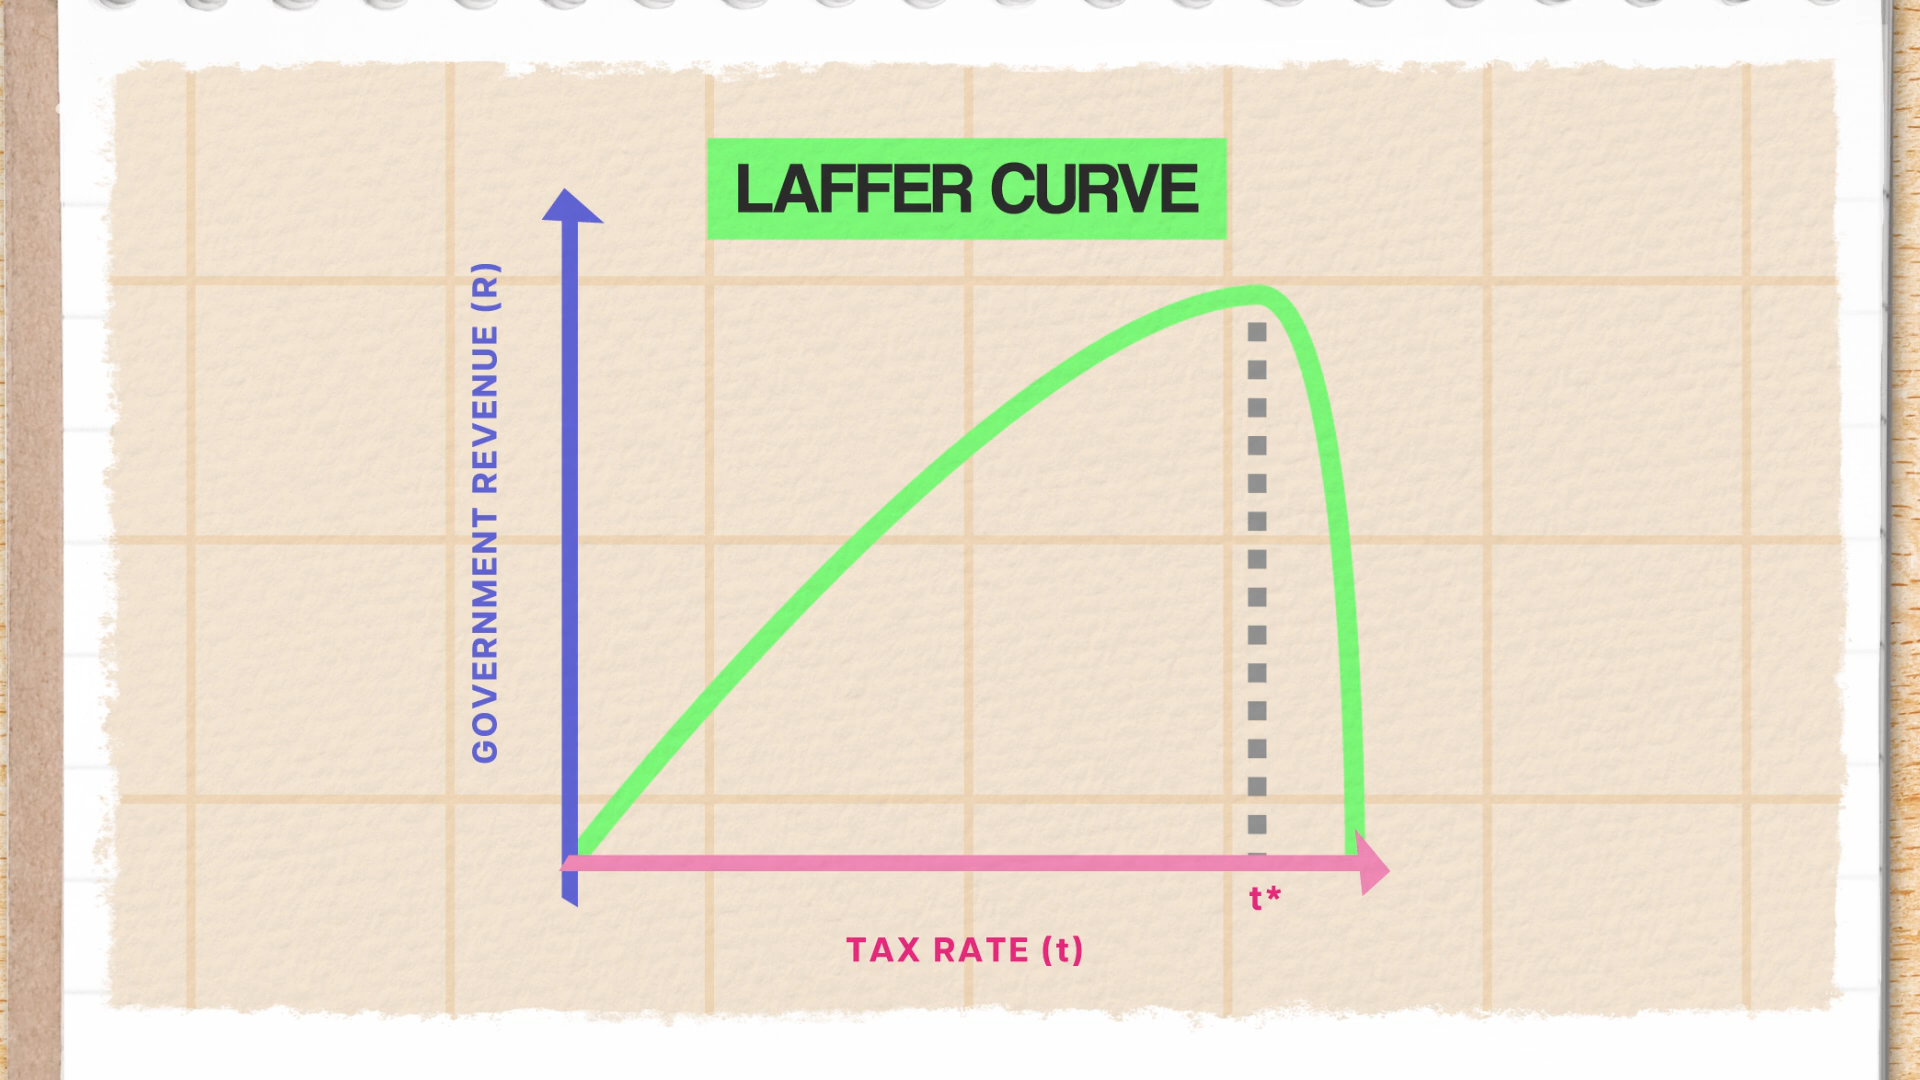 LAFFER CURVE
GOVERNMENT REVENUE (R)
t*
TAX RATE (t)